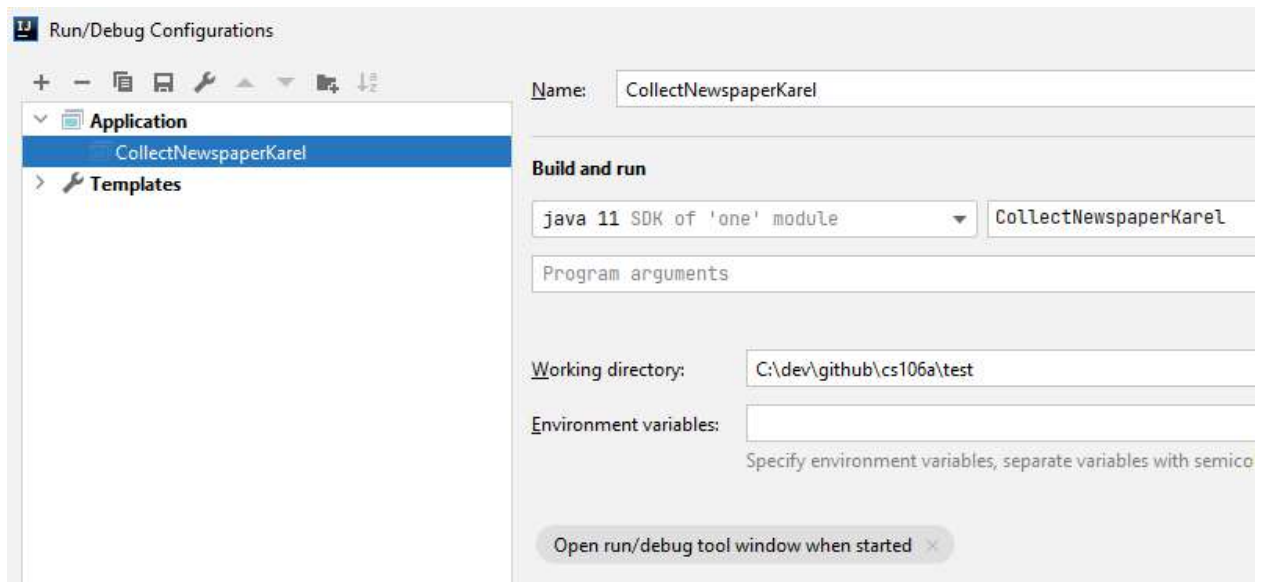 Run/Debug Configurations
Application
CollectNewspaperKarel
Templates
Name: CollectNewspaperKarel
Build and run
java 11 SDK of 'one' module CollectNewspaperKarel
Program arguments
Working directory: C:\dev\github\cs106a\test
Environment variables:
Specify environment variables, separate variables with semico
Open run/debug tool window when started